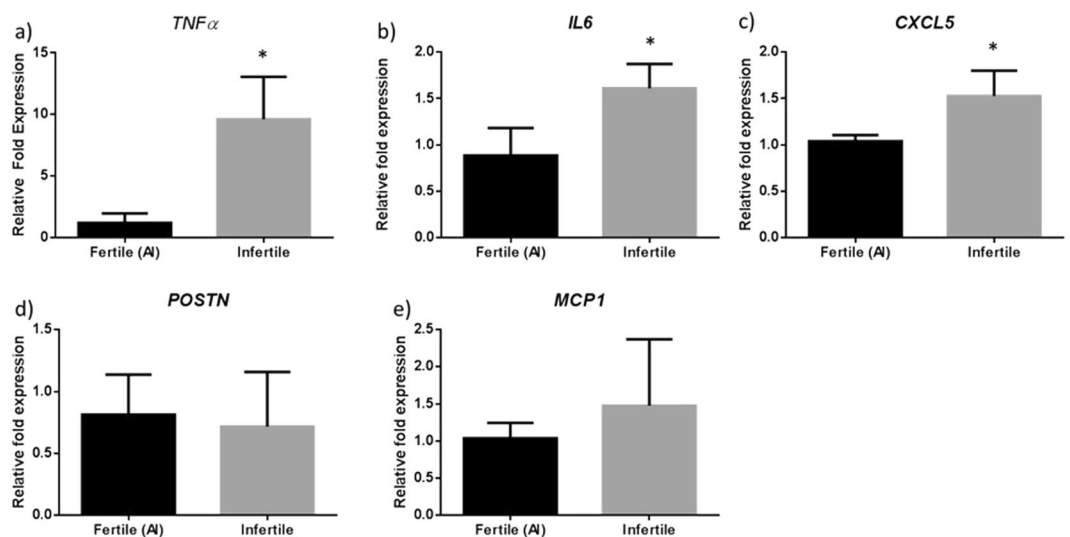 a)
TNFα
Relative Fold Expression
15
10
5
0
*
Fertile (AI)
Infertile
b)
IL6
Relative fold expression
2.0
1.5
1.0
0.5
0.0
*
Fertile (AI)
Infertile
c)
CXCL5
Relative fold expression
2.0
1.5
1.0
0.5
0.0
*
Fertile (AI)
Infertile
d)
POSTN
Relative fold expression
1.5
1.0
0.5
0.0
Fertile (AI)
Infertile
e)
MCP1
Relative fold expression
2.5
2.0
1.5
1.0
0.5
0.0
Fertile (AI)
Infertile